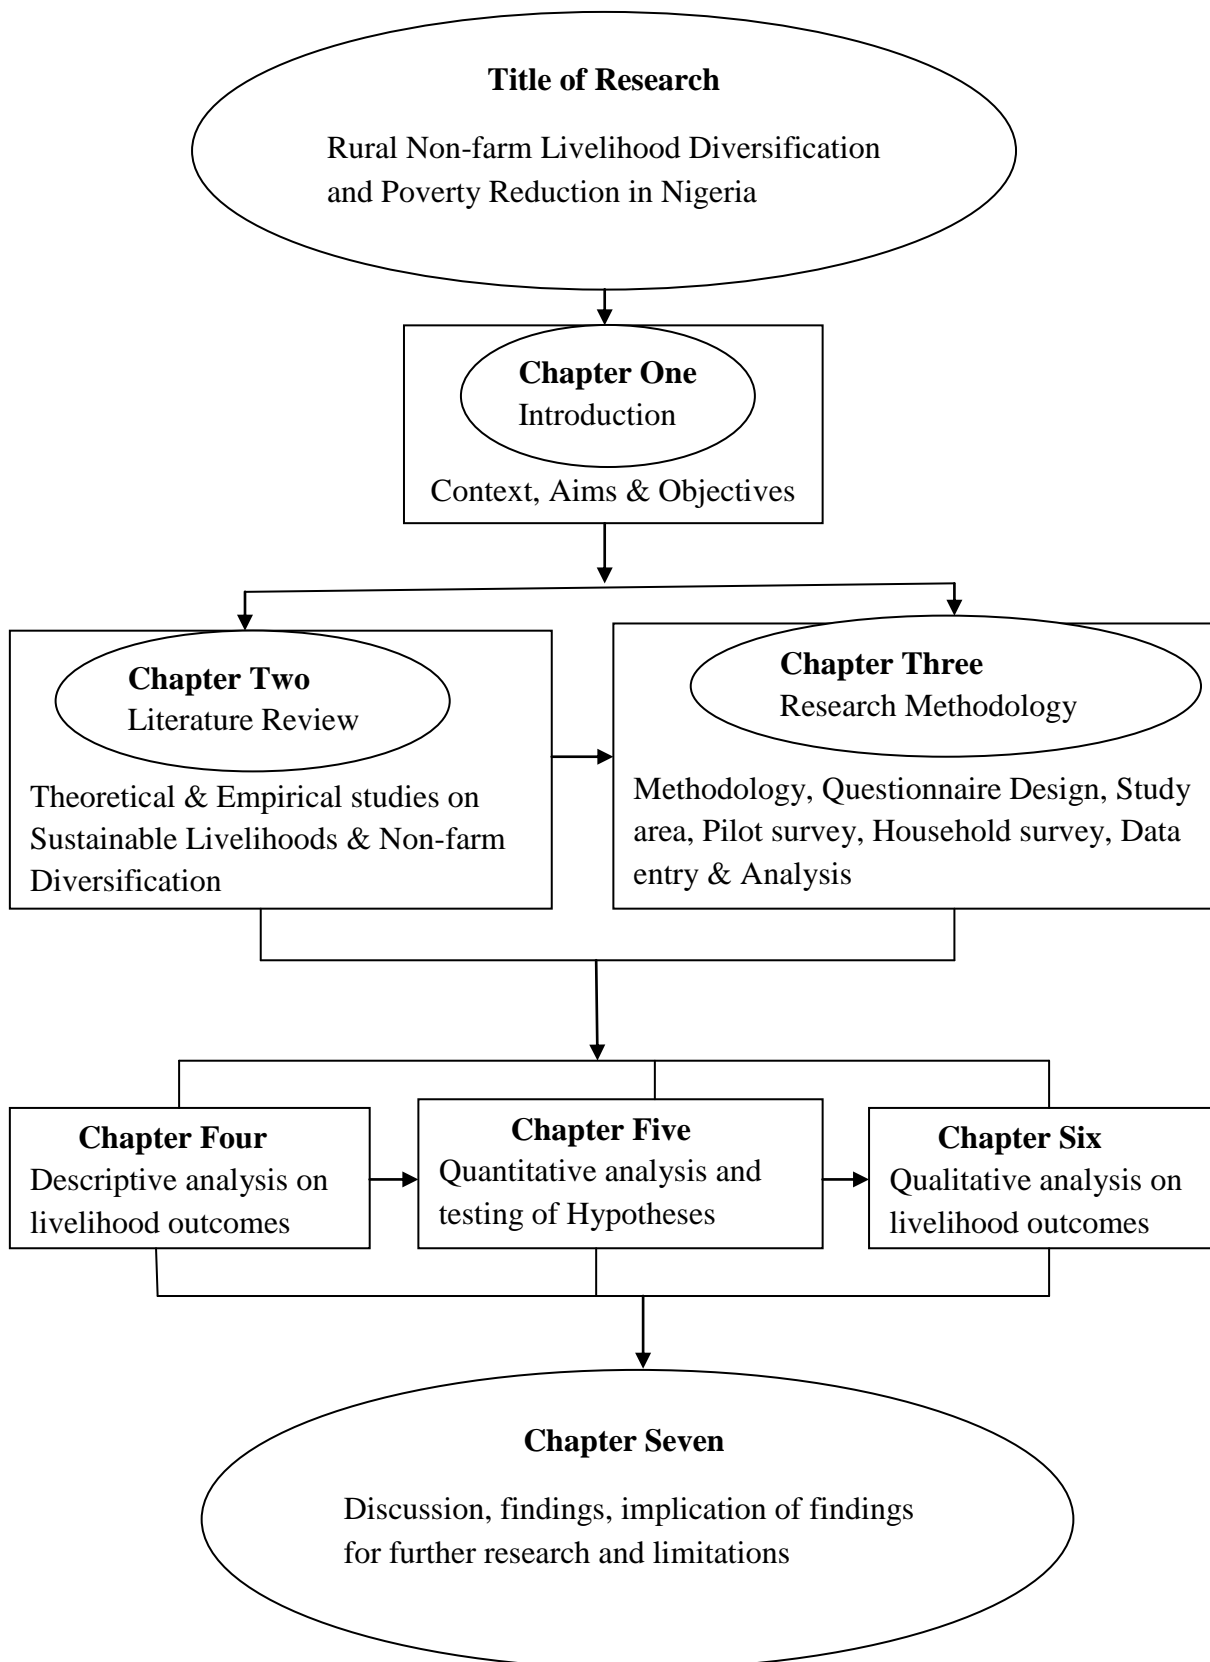 Title of Research
Rural Non-farm Livelihood Diversification
and Poverty Reduction in Nigeria
Chapter One
Introduction
Context, Aims & Objectives
Chapter Two
Literature Review
Theoretical & Empirical studies on
Sustainable Livelihoods & Non-farm
Diversification
Chapter Three
Research Methodology
Methodology, Questionnaire Design, Study
area, Pilot survey, Household survey, Data
entry & Analysis
Chapter Four
Descriptive analysis on
livelihood outcomes
Chapter Five
Quantitative analysis and
testing of Hypotheses
Chapter Six
Qualitative analysis on
livelihood outcomes
Chapter Seven
Discussion, findings, implication of findings
for further research and limitations